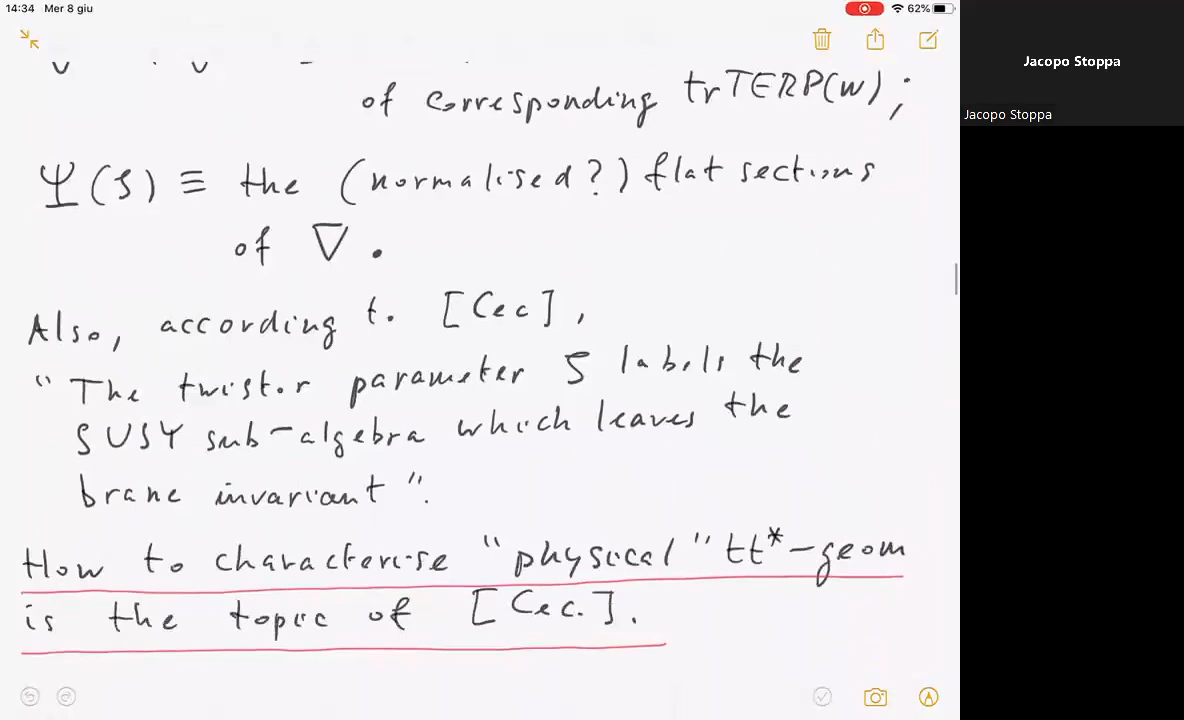 14:34 Mer 8 giu
62%
of corresponding trTERP(W);
Ψ(ζ) ≡ the (normalised?) flat sections
of ∇.
Also, according to [Cec],
"The twistor parameter ζ labels the
SUSY sub-algebra which leaves the
brane invariant".
How to characterise "physical" tt*-geom
is the topic of [Cec.].
Jacopo Stoppa
Jacopo Stoppa